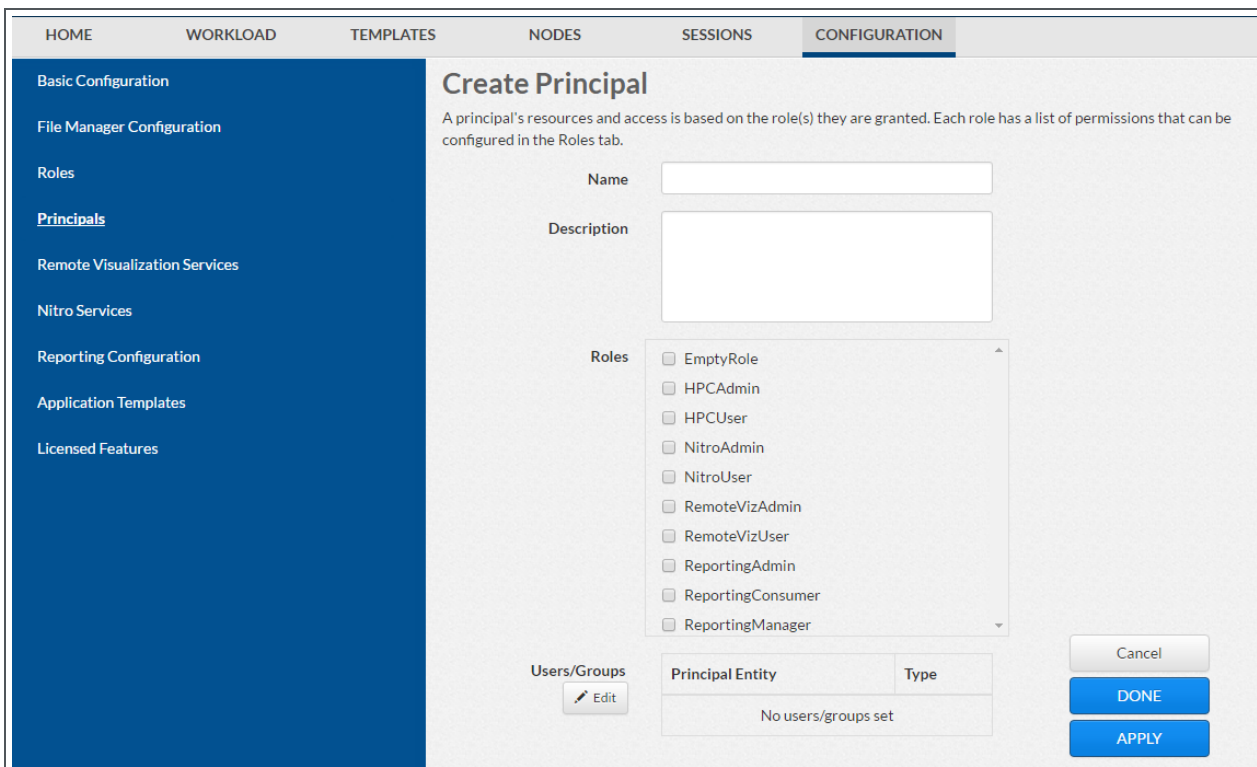 HOME WORKLOAD TEMPLATES NODES SESSIONS CONFIGURATION
Basic Configuration
File Manager Configuration
Roles
Principals
Remote Visualization Services
Nitro Services
Reporting Configuration
Application Templates
Licensed Features
Create Principal
A principal's resources and access is based on the role(s) they are granted. Each role has a list of permissions that can be
configured in the Roles tab.
Name
Description
Roles
EmptyRole
HPCAdmin
HPCUser
NitroAdmin
NitroUser
RemoteVizAdmin
RemoteVizUser
ReportingAdmin
ReportingConsumer
ReportingManager
Users/Groups
Edit
Principal Entity Type
No users/groups set
Cancel
DONE
APPLY